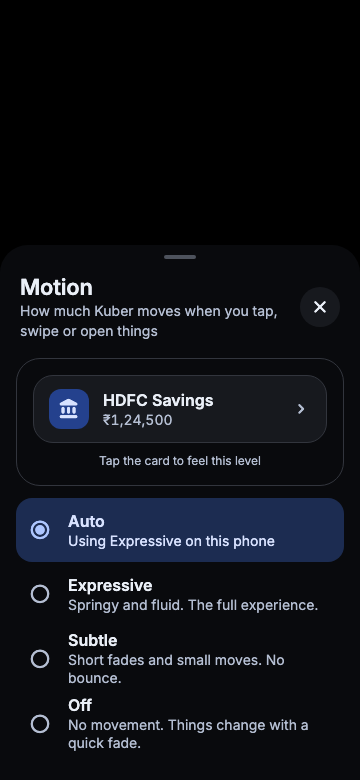 Motion
How much Kuber moves when you tap,
swipe or open things
HDFC Savings
₹1,24,500
Tap the card to feel this level
Auto
Using Expressive on this phone
Expressive
Springy and fluid. The full experience.
Subtle
Short fades and small moves. No
bounce.
Off
No movement. Things change with a
quick fade.